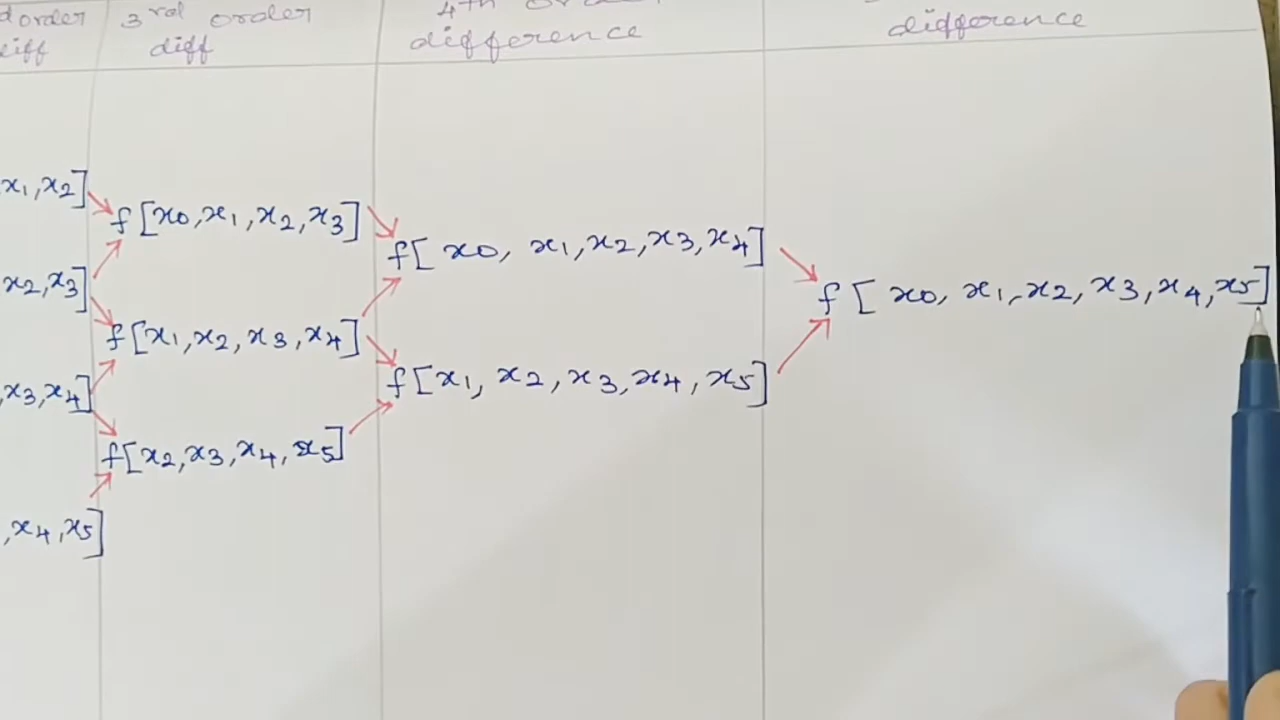 d order
diff
3rd order
diff
4th order
difference
difference
x1,x2]
x2,x3]
x3,x4]
,x4,x5]
f[x0,x1,x2,x3]
f[x1,x2,x3,x4]
f[x2,x3,x4,x5]
f[x0, x1,x2,x3,x4]
f[x1, x2,x3,x4,x5]
f[x0, x1,x2,x3,x4,x5]